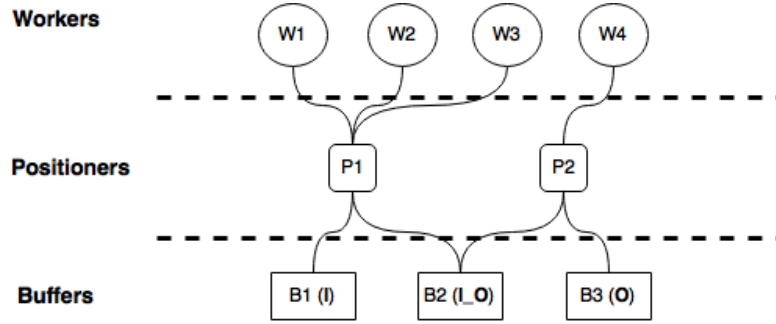 Workers
W1
W2
W3
W4
Positioners
P1
P2
Buffers
B1 (I)
B2 (I_O)
B3 (O)